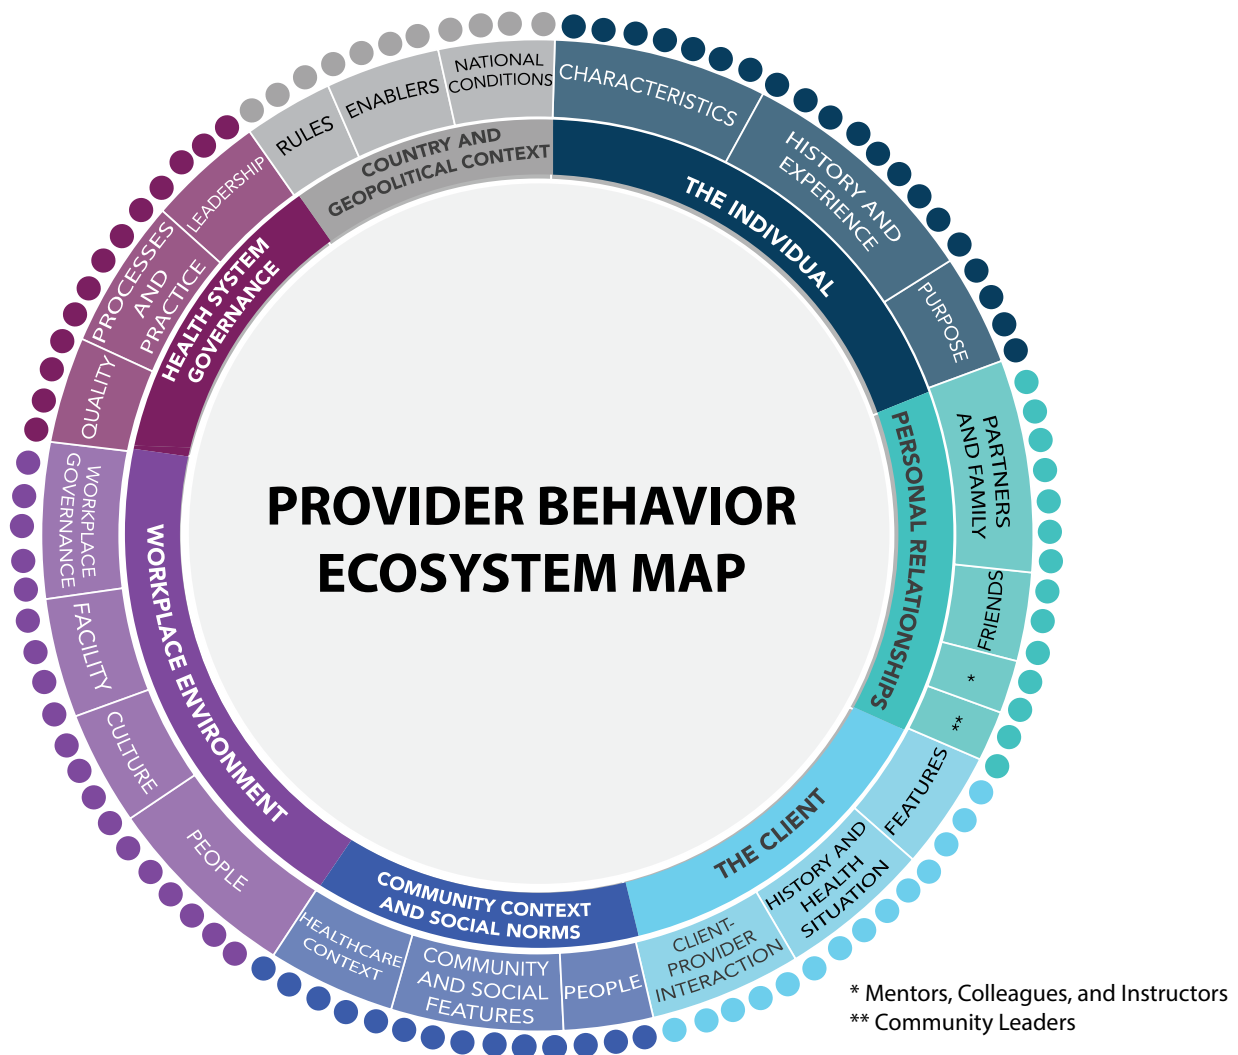 PROVIDER BEHAVIOR
ECOSYSTEM MAP
THE INDIVIDUAL
CHARACTERISTICS
HISTORY AND
EXPERIENCE
PURPOSE
PERSONAL RELATIONSHIPS
PARTNERS
AND FAMILY
FRIENDS
*
**
THE CLIENT
FEATURES
HISTORY AND
HEALTH
SITUATION
CLIENT-
PROVIDER
INTERACTION
COMMUNITY CONTEXT
AND SOCIAL NORMS
PEOPLE
COMMUNITY
AND SOCIAL
FEATURES
HEALTHCARE
CONTEXT
WORKPLACE ENVIRONMENT
PEOPLE
CULTURE
FACILITY
WORKPLACE
GOVERNANCE
HEALTH SYSTEM
GOVERNANCE
QUALITY
PROCESSES
AND
PRACTICE
LEADERSHIP
COUNTRY AND
GEOPOLITICAL CONTEXT
RULES
ENABLERS
NATIONAL
CONDITIONS
* Mentors, Colleagues, and Instructors
** Community Leaders